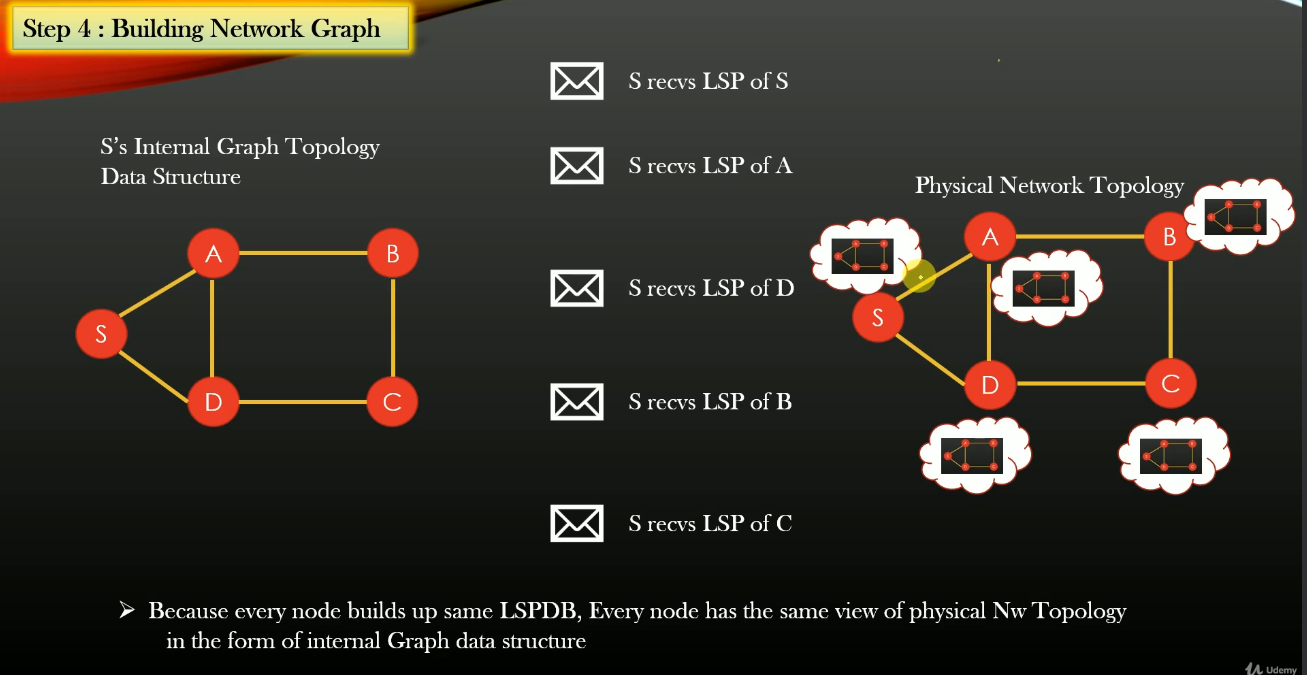 Step 4 : Building Network Graph
S recvs LSP of S
S's Internal Graph Topology
Data Structure
S recvs LSP of A
Physical Network Topology
A
B
S
D
C
S recvs LSP of D
S recvs LSP of B
S recvs LSP of C
A
B
S
D
C
➢ Because every node builds up same LSPDB, Every node has the same view of physical Nw Topology
in the form of internal Graph data structure
Udemy